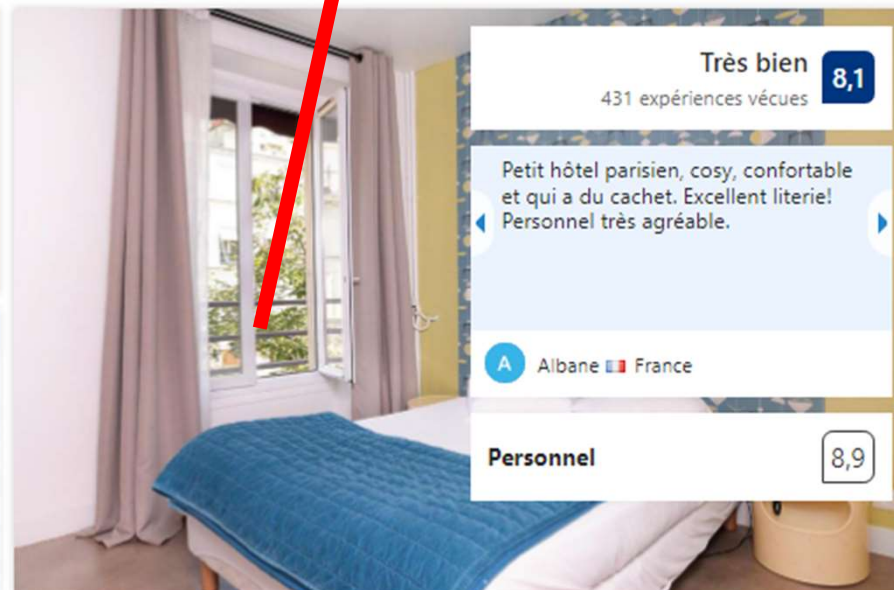 Très bien
8,1
431 expériences vécues
Petit hôtel parisien, cosy, confortable
et qui a du cachet. Excellent literie!
Personnel très agréable.
A
Albane France
Personnel
8,9